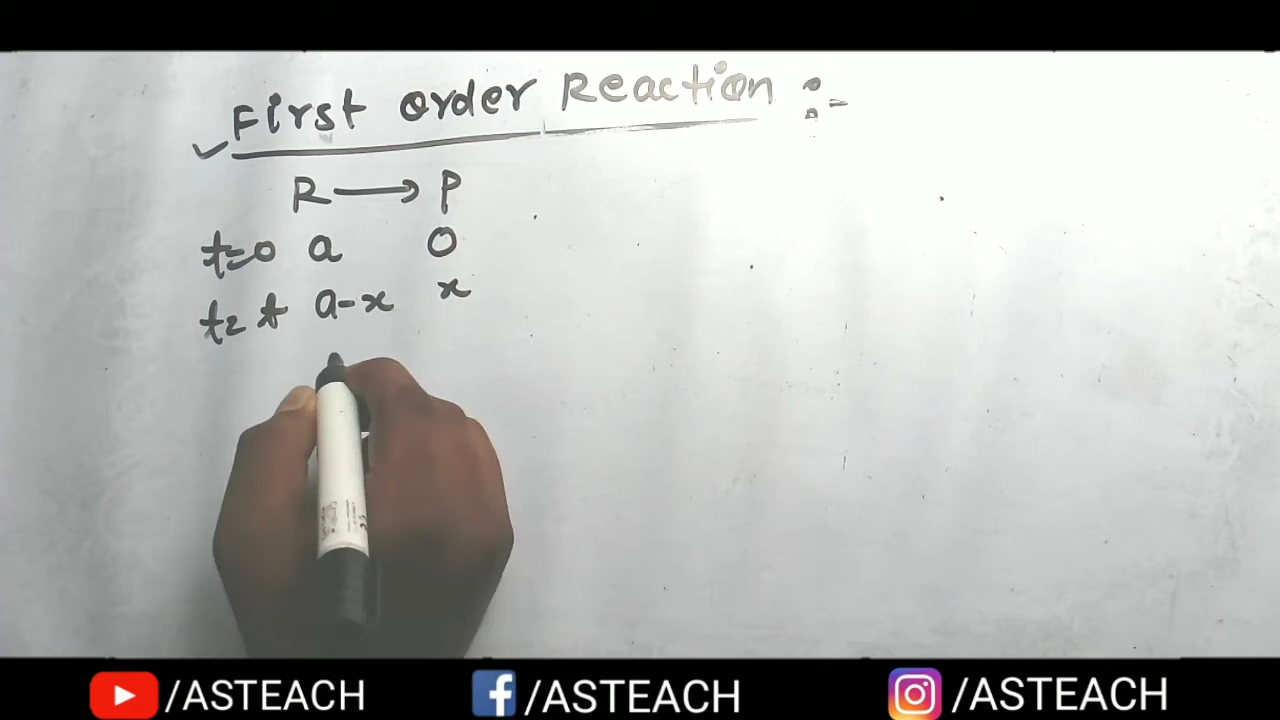 First order Reaction :-
R ⟶ P
t=0 a 0
t= t a-x x
/ASTEACH /ASTEACH /ASTEACH